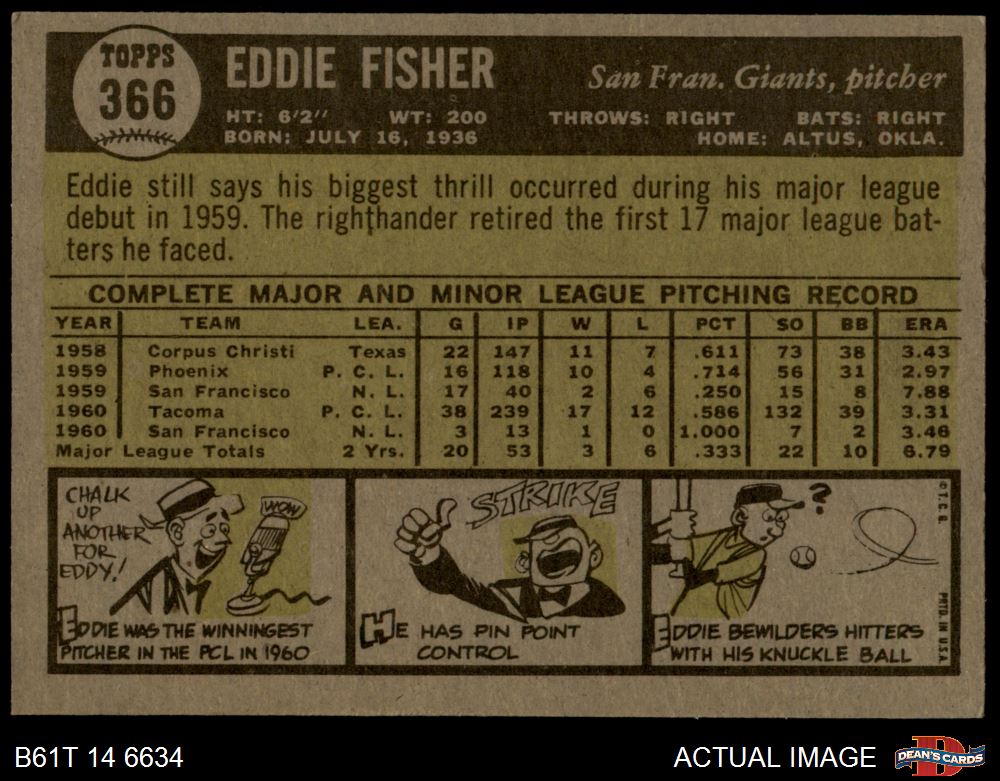 TOPPS
366
EDDIE FISHER
San Fran. Giants, pitcher
HT: 6'2" WT: 200 THROWS: RIGHT BATS: RIGHT
BORN: JULY 16, 1936 HOME: ALTUS, OKLA.
Eddie still says his biggest thrill occurred during his major league
debut in 1959. The righthander retired the first 17 major league bat-
ters he faced.
COMPLETE MAJOR AND MINOR LEAGUE PITCHING RECORD
YEAR TEAM LEA. G IP W L PCT SO BB ERA
1958 Corpus Christi Texas 22 147 11 7 .611 73 38 3.43
1959 Phoenix P. C. L. 16 118 10 4 .714 56 31 2.97
1959 San Francisco N. L. 17 40 2 6 .250 15 8 7.88
1960 Tacoma P. C. L. 38 239 17 12 .586 132 39 3.31
1960 San Francisco N. L. 3 13 1 0 1.000 7 2 3.46
Major League Totals 2 Yrs. 20 53 3 6 .333 22 10 6.79
CHALK
UP
ANOTHER
FOR
EDDY!
WOW
EDDIE WAS THE WINNINGEST
PITCHER IN THE PCL IN 1960
STRIKE
HE HAS PIN POINT
CONTROL
?
EDDIE BEWILDERS HITTERS
WITH HIS KNUCKLE BALL
© T. C. G. PRTD. IN U.S.A.
B61T 14 6634
ACTUAL IMAGE
D
DEAN'S CARDS